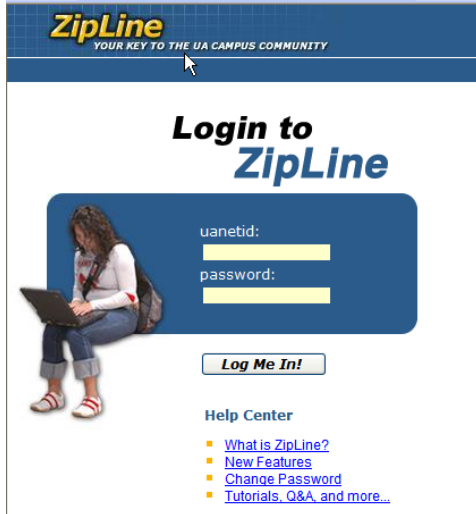 ZipLine
YOUR KEY TO THE UA CAMPUS COMMUNITY
Login to
ZipLine
uanetid:
password:
Log Me In!
Help Center
What is ZipLine?
New Features
Change Password
Tutorials, Q&A, and more...